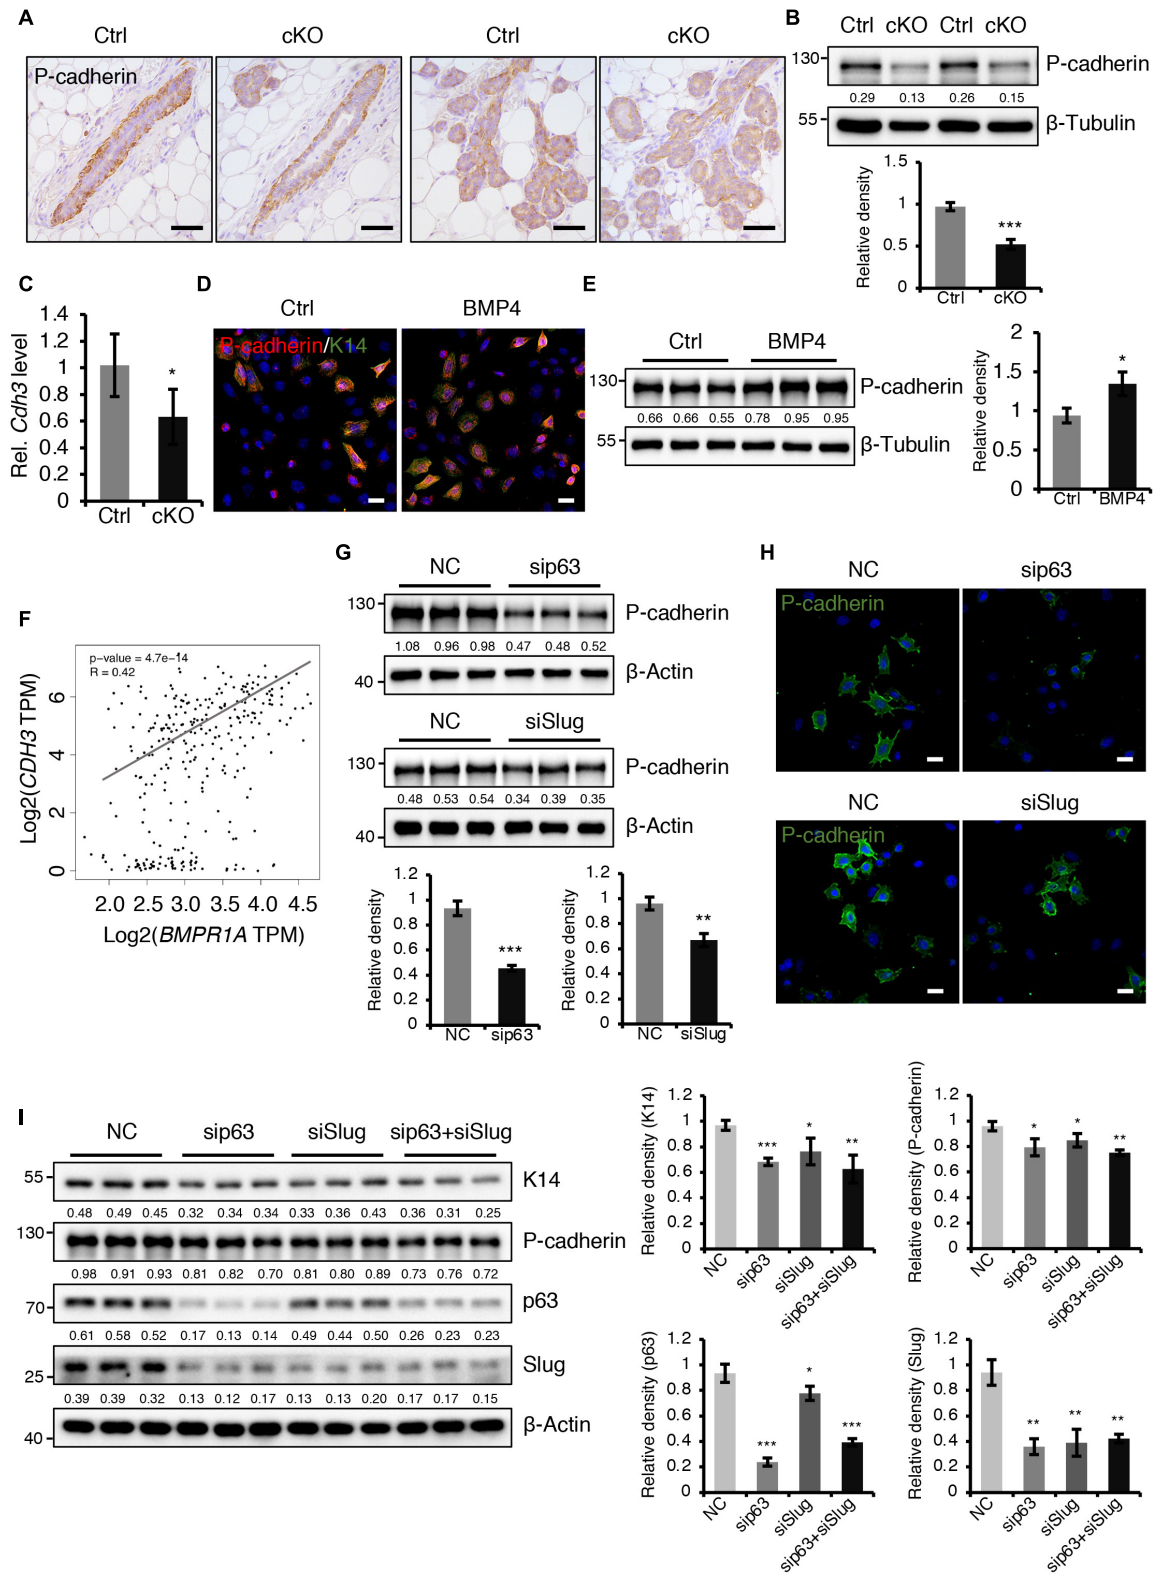 A
Ctrl cKO Ctrl cKO
P-cadherin
B
Ctrl cKO Ctrl cKO
130 P-cadherin
0.29 0.13 0.26 0.15
55 β-Tubulin
Relative density
1.5
1
0.5
0
***
Ctrl cKO
C
Rel. Cdh3 level
1.4
1.2
1
0.8
0.6
0.4
0.2
0
*
Ctrl cKO
D
Ctrl BMP4
P-cadherin/K14
E
Ctrl BMP4
130 P-cadherin
0.66 0.66 0.55 0.78 0.95 0.95
55 β-Tubulin
Relative density
2
1.5
1
0.5
0
*
Ctrl BMP4
F
p-value = 4.7e-14
R = 0.42
Log2(CDH3 TPM)
6
4
2
0
2.0 2.5 3.0 3.5 4.0 4.5
Log2(BMPR1A TPM)
G
NC sip63
130 P-cadherin
1.08 0.96 0.98 0.47 0.48 0.52
40 β-Actin
NC siSlug
130 P-cadherin
0.48 0.53 0.54 0.34 0.39 0.35
40 β-Actin
Relative density
1.2
1
0.8
0.6
0.4
0.2
0
***
NC sip63
Relative density
1.2
1
0.8
0.6
0.4
0.2
0
**
NC siSlug
H
NC sip63
P-cadherin
NC siSlug
P-cadherin
I
NC sip63 siSlug sip63+siSlug
55 K14
0.48 0.49 0.45 0.32 0.34 0.34 0.33 0.36 0.43 0.36 0.31 0.25
130 P-cadherin
0.98 0.91 0.93 0.81 0.82 0.70 0.81 0.80 0.89 0.73 0.76 0.72
70 p63
0.61 0.58 0.52 0.17 0.13 0.14 0.49 0.44 0.50 0.26 0.23 0.23
25 Slug
0.39 0.39 0.32 0.13 0.12 0.17 0.13 0.13 0.20 0.17 0.17 0.15
40 β-Actin
Relative density (K14)
1.2
1
0.8
0.6
0.4
0.2
0
*** * **
NC sip63 siSlug sip63+siSlug
Relative density (P-cadherin)
1.2
1
0.8
0.6
0.4
0.2
0
* * **
NC sip63 siSlug sip63+siSlug
Relative density (p63)
1.2
1
0.8
0.6
0.4
0.2
0
*** * ***
NC sip63 siSlug sip63+siSlug
Relative density (Slug)
1.2
1
0.8
0.6
0.4
0.2
0
** ** **
NC sip63 siSlug sip63+siSlug